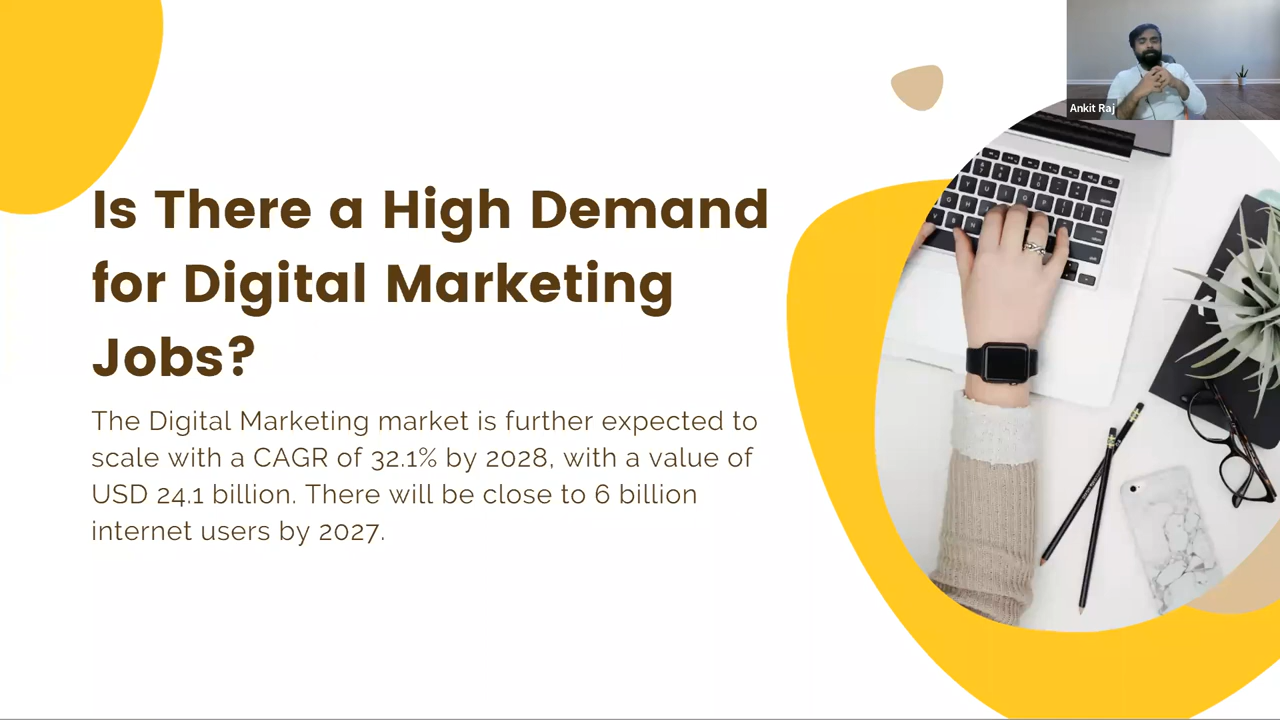 Ankit Raj
Is There a High Demand
for Digital Marketing
Jobs?
The Digital Marketing market is further expected to
scale with a CAGR of 32.1% by 2028, with a value of
USD 24.1 billion. There will be close to 6 billion
internet users by 2027.